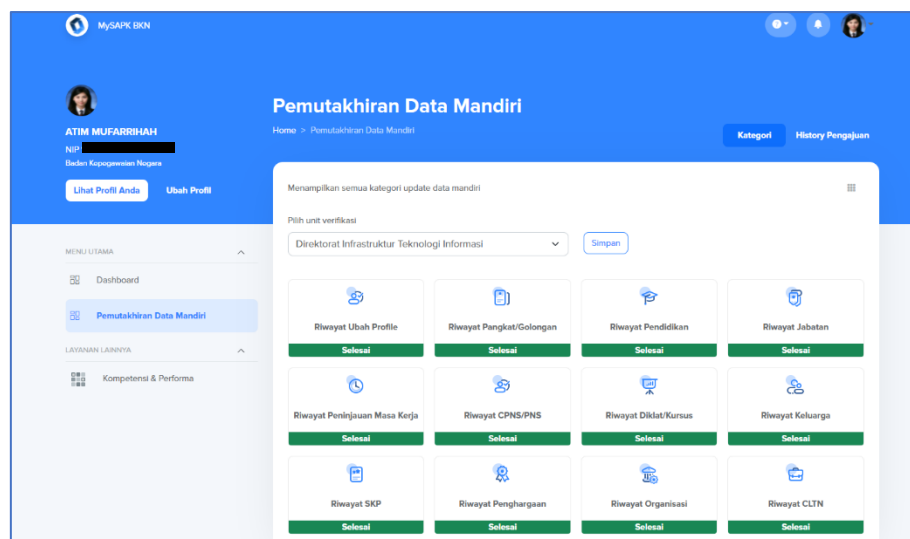 MySAPK BKN
ATIM MUFARRIHAH
NIP
Badan Kepegawaian Negara
Lihat Profil Anda
Ubah Profil
MENU UTAMA
Dashboard
Pemutakhiran Data Mandiri
LAYANAN LAINNYA
Kompetensi & Performa
Pemutakhiran Data Mandiri
Home > Pemutakhiran Data Mandiri
Kategori
History Pengajuan
Menampilkan semua kategori update data mandiri
Pilih unit verifikasi
Direktorat Infrastruktur Teknologi Informasi
Simpan
Riwayat Ubah Profile
Selesai
Riwayat Pangkat/Golongan
Selesai
Riwayat Pendidikan
Selesai
Riwayat Jabatan
Selesai
Riwayat Peninjauan Masa Kerja
Selesai
Riwayat CPNS/PNS
Selesai
Riwayat Diklat/Kursus
Selesai
Riwayat Keluarga
Selesai
Riwayat SKP
Selesai
Riwayat Penghargaan
Selesai
Riwayat Organisasi
Selesai
Riwayat CLTN
Selesai